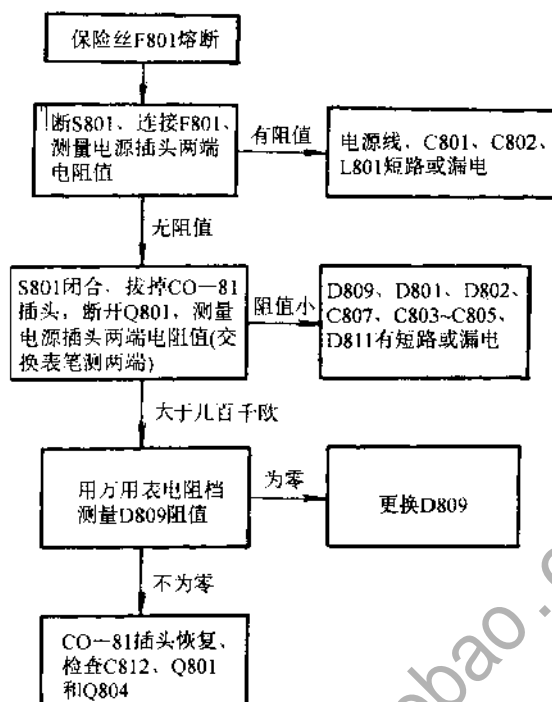 保险丝F801熔断
断S801、连接F801、
测量电源插头两端
电阻值
有阻值
电源线、C801、C802、
L801短路或漏电
无阻值
S801闭合、拔掉CO—81
插头，断开Q801，测量
电源插头两端电阻值(交
换表笔测两端)
阻值小
D809、D801、D802、
C807、C803~C805、
D811有短路或漏电
大于几百千欧
用万用表电阻档
测量D809阻值
为零
更换D809
不为零
CO—81插头恢复、
检查C812、Q801
和Q804
obao.c